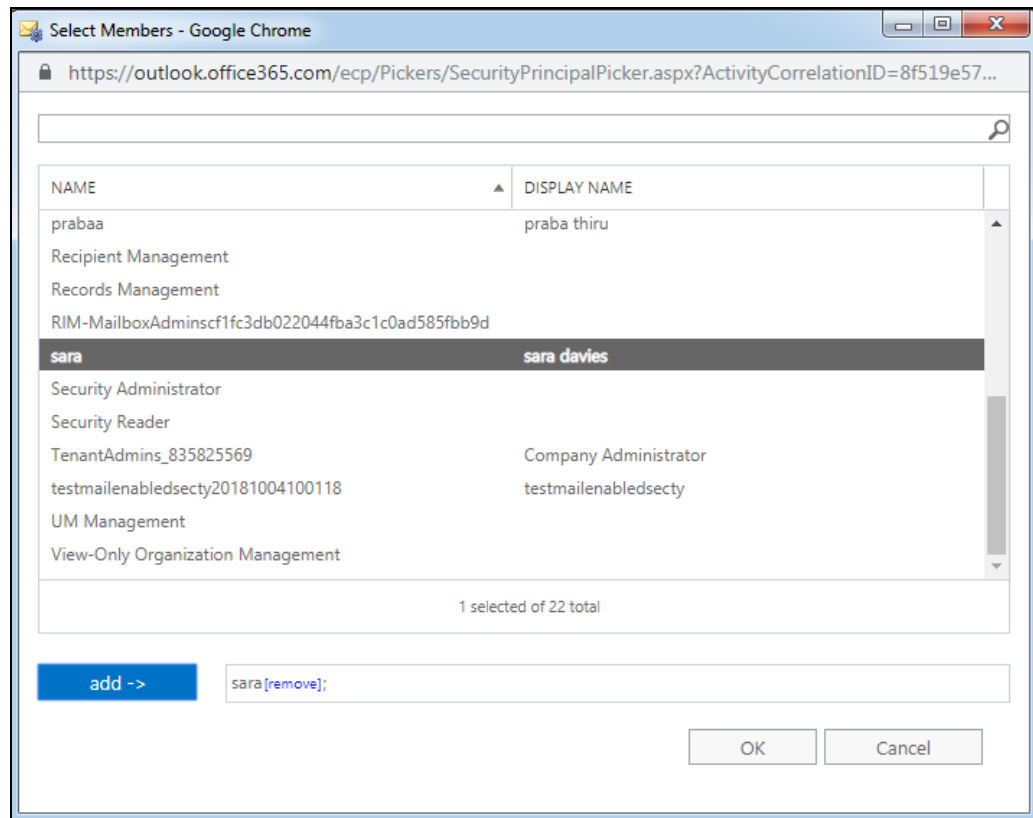 Select Members - Google Chrome
https://outlook.office365.com/ecp/Pickers/SecurityPrincipalPicker.aspx?ActivityCorrelationID=8f519e57...
NAME DISPLAY NAME
prabaa praba thiru
Recipient Management
Records Management
RIM-MailboxAdminscf1fc3db022044fba3c1c0ad585fbb9d
sara sara davies
Security Administrator
Security Reader
TenantAdmins_835825569 Company Administrator
testmailenabledsecty20181004100118 testmailenabledsecty
UM Management
View-Only Organization Management
1 selected of 22 total
add -> sara[remove];
OK Cancel